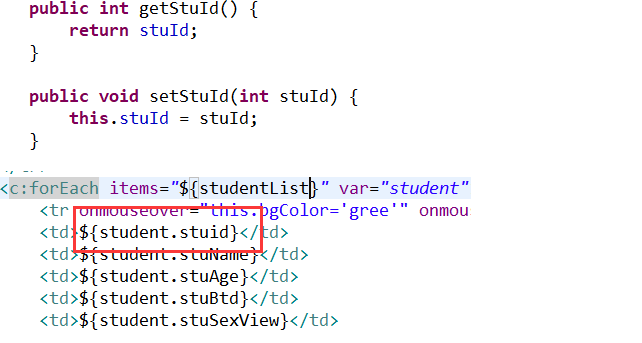 public int getStuId() {
return stuId;
}
public void setStuId(int stuId) {
this.stuId = stuId;
}
<c:forEach items="${studentList}" var="student"
<tr onmouseover="this.bgColor='gree'" onmous
<td>${student.stuid}</td>
<td>${student.stuName}</td>
<td>${student.stuAge}</td>
<td>${student.stuBtd}</td>
<td>${student.stuSexView}</td>